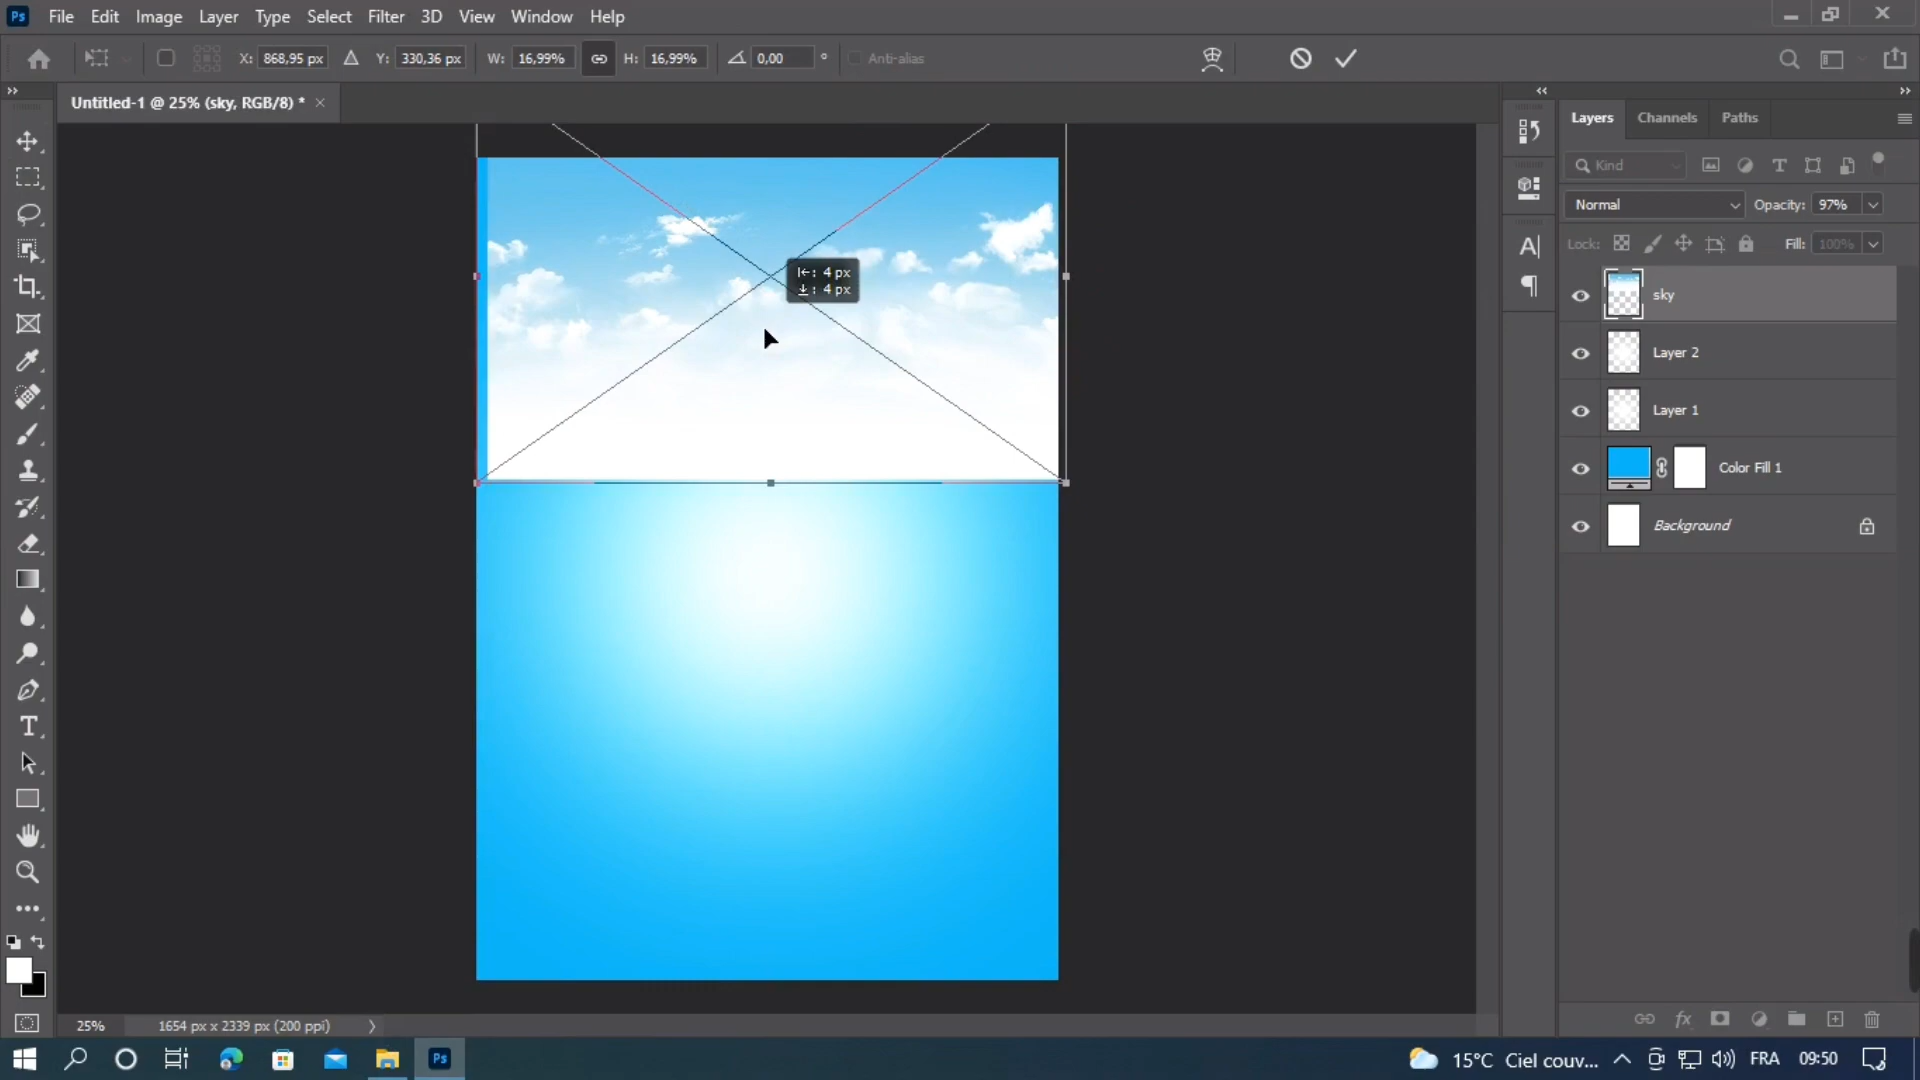 Ps File Edit Image Layer Type Select Filter 3D View Window Help
X: 868,95 px Y: 330,36 px W: 16,99% H: 16,99% 0,00 ° Anti-alias
Untitled-1 @ 25% (sky, RGB/8) * ×
Layers Channels Paths
Kind
Normal Opacity: 97%
Lock: Fill: 100%
: 4 px
: 4 px
sky
Layer 2
Layer 1
Color Fill 1
Background
25% 1654 px x 2339 px (200 ppi)
Ps 15°C Ciel couv... FRA 09:50